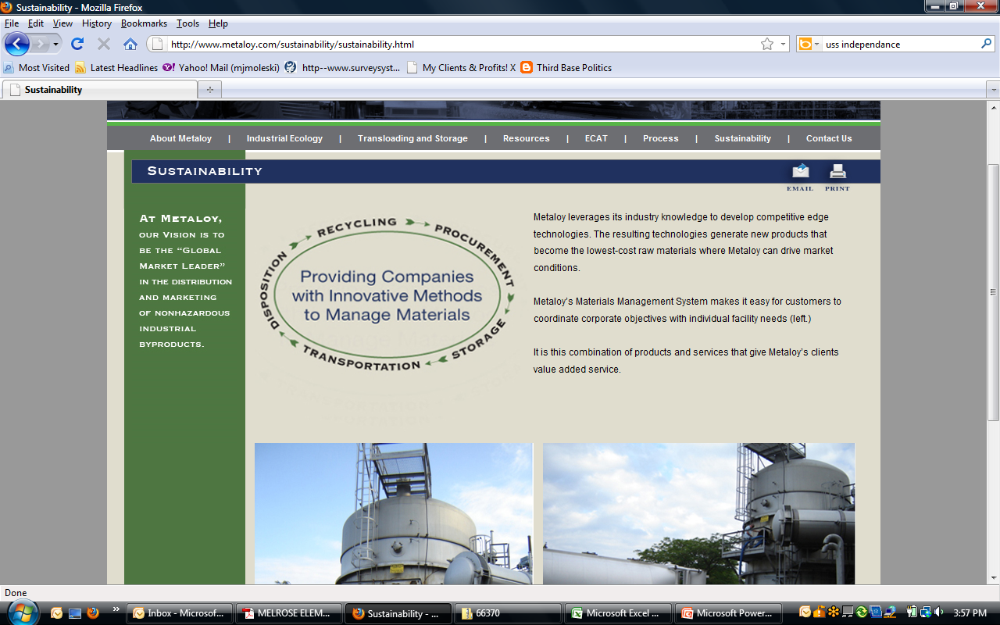 Sustainability - Mozilla Firefox
File Edit View History Bookmarks Tools Help
http://www.metaloy.com/sustainability/sustainability.html
uss independance
Most Visited Latest Headlines Yahoo! Mail (mjmoleski) http--www.surveysyst... My Clients & Profits! X Third Base Politics
Sustainability
About Metaloy | Industrial Ecology | Transloading and Storage | Resources | ECAT | Process | Sustainability | Contact Us
Sustainability
EMAIL PRINT
At Metaloy,
our Vision is to
be the “Global
Market Leader”
in the distribution
and marketing
of nonhazardous
industrial
byproducts.
RECYCLING
PROCUREMENT
STORAGE
TRANSPORTATION
DISPOSITION
Providing Companies
with Innovative Methods
to Manage Materials
Metaloy leverages its industry knowledge to develop competitive edge
technologies. The resulting technologies generate new products that
become the lowest-cost raw materials where Metaloy can drive market
conditions.
Metaloy’s Materials Management System makes it easy for customers to
coordinate corporate objectives with individual facility needs (left.)
It is this combination of products and services that give Metaloy’s clients
value added service.
Done
Inbox - Microsof... MELROSE ELEM... Sustainability - ... 66370 Microsoft Excel ... Microsoft Power... 3:57 PM